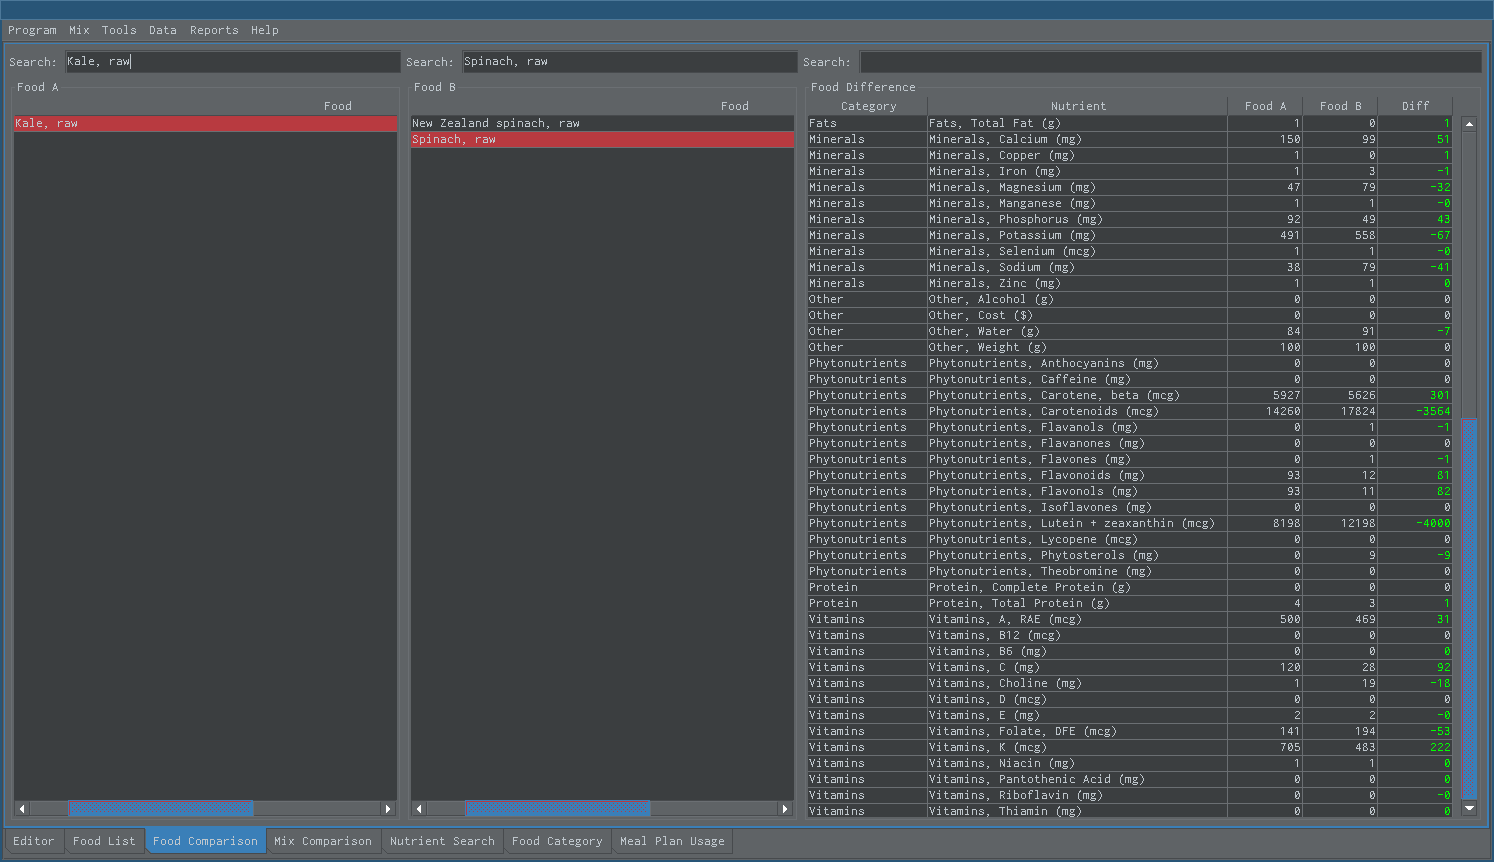 Program Mix Tools Data Reports Help
Search: Kale, raw Search: Spinach, raw Search:
Food A Food B Food Difference
Food Food Category Nutrient Food A Food B Diff
Kale, raw New Zealand spinach, raw Fats Fats, Total Fat (g) 1 0 1
Spinach, raw Minerals Minerals, Calcium (mg) 150 99 51
Minerals Minerals, Copper (mg) 1 0 1
Minerals Minerals, Iron (mg) 1 3 -1
Minerals Minerals, Magnesium (mg) 47 79 -32
Minerals Minerals, Manganese (mg) 1 1 -0
Minerals Minerals, Phosphorus (mg) 92 49 43
Minerals Minerals, Potassium (mg) 491 558 -67
Minerals Minerals, Selenium (mcg) 1 1 -0
Minerals Minerals, Sodium (mg) 38 79 -41
Minerals Minerals, Zinc (mg) 1 1 0
Other Other, Alcohol (g) 0 0 0
Other Other, Cost ($) 0 0 0
Other Other, Water (g) 84 91 -7
Other Other, Weight (g) 100 100 0
Phytonutrients Phytonutrients, Anthocyanins (mg) 0 0 0
Phytonutrients Phytonutrients, Caffeine (mg) 0 0 0
Phytonutrients Phytonutrients, Carotene, beta (mcg) 5927 5626 301
Phytonutrients Phytonutrients, Carotenoids (mcg) 14260 17824 -3564
Phytonutrients Phytonutrients, Flavanols (mg) 0 1 -1
Phytonutrients Phytonutrients, Flavanones (mg) 0 0 0
Phytonutrients Phytonutrients, Flavones (mg) 0 1 -1
Phytonutrients Phytonutrients, Flavonoids (mg) 93 12 81
Phytonutrients Phytonutrients, Flavonols (mg) 93 11 82
Phytonutrients Phytonutrients, Isoflavones (mg) 0 0 0
Phytonutrients Phytonutrients, Lutein + zeaxanthin (mcg) 8198 12198 -4000
Phytonutrients Phytonutrients, Lycopene (mcg) 0 0 0
Phytonutrients Phytonutrients, Phytosterols (mg) 0 9 -9
Phytonutrients Phytonutrients, Theobromine (mg) 0 0 0
Protein Protein, Complete Protein (g) 0 0 0
Protein Protein, Total Protein (g) 4 3 1
Vitamins Vitamins, A, RAE (mcg) 500 469 31
Vitamins Vitamins, B12 (mcg) 0 0 0
Vitamins Vitamins, B6 (mg) 0 0 0
Vitamins Vitamins, C (mg) 120 28 92
Vitamins Vitamins, Choline (mg) 1 19 -18
Vitamins Vitamins, D (mcg) 0 0 0
Vitamins Vitamins, E (mg) 2 2 -0
Vitamins Vitamins, Folate, DFE (mcg) 141 194 -53
Vitamins Vitamins, K (mcg) 705 483 222
Vitamins Vitamins, Niacin (mg) 1 1 0
Vitamins Vitamins, Pantothenic Acid (mg) 0 0 0
Vitamins Vitamins, Riboflavin (mg) 0 0 -0
Vitamins Vitamins, Thiamin (mg) 0 0 0
Editor Food List Food Comparison Mix Comparison Nutrient Search Food Category Meal Plan Usage